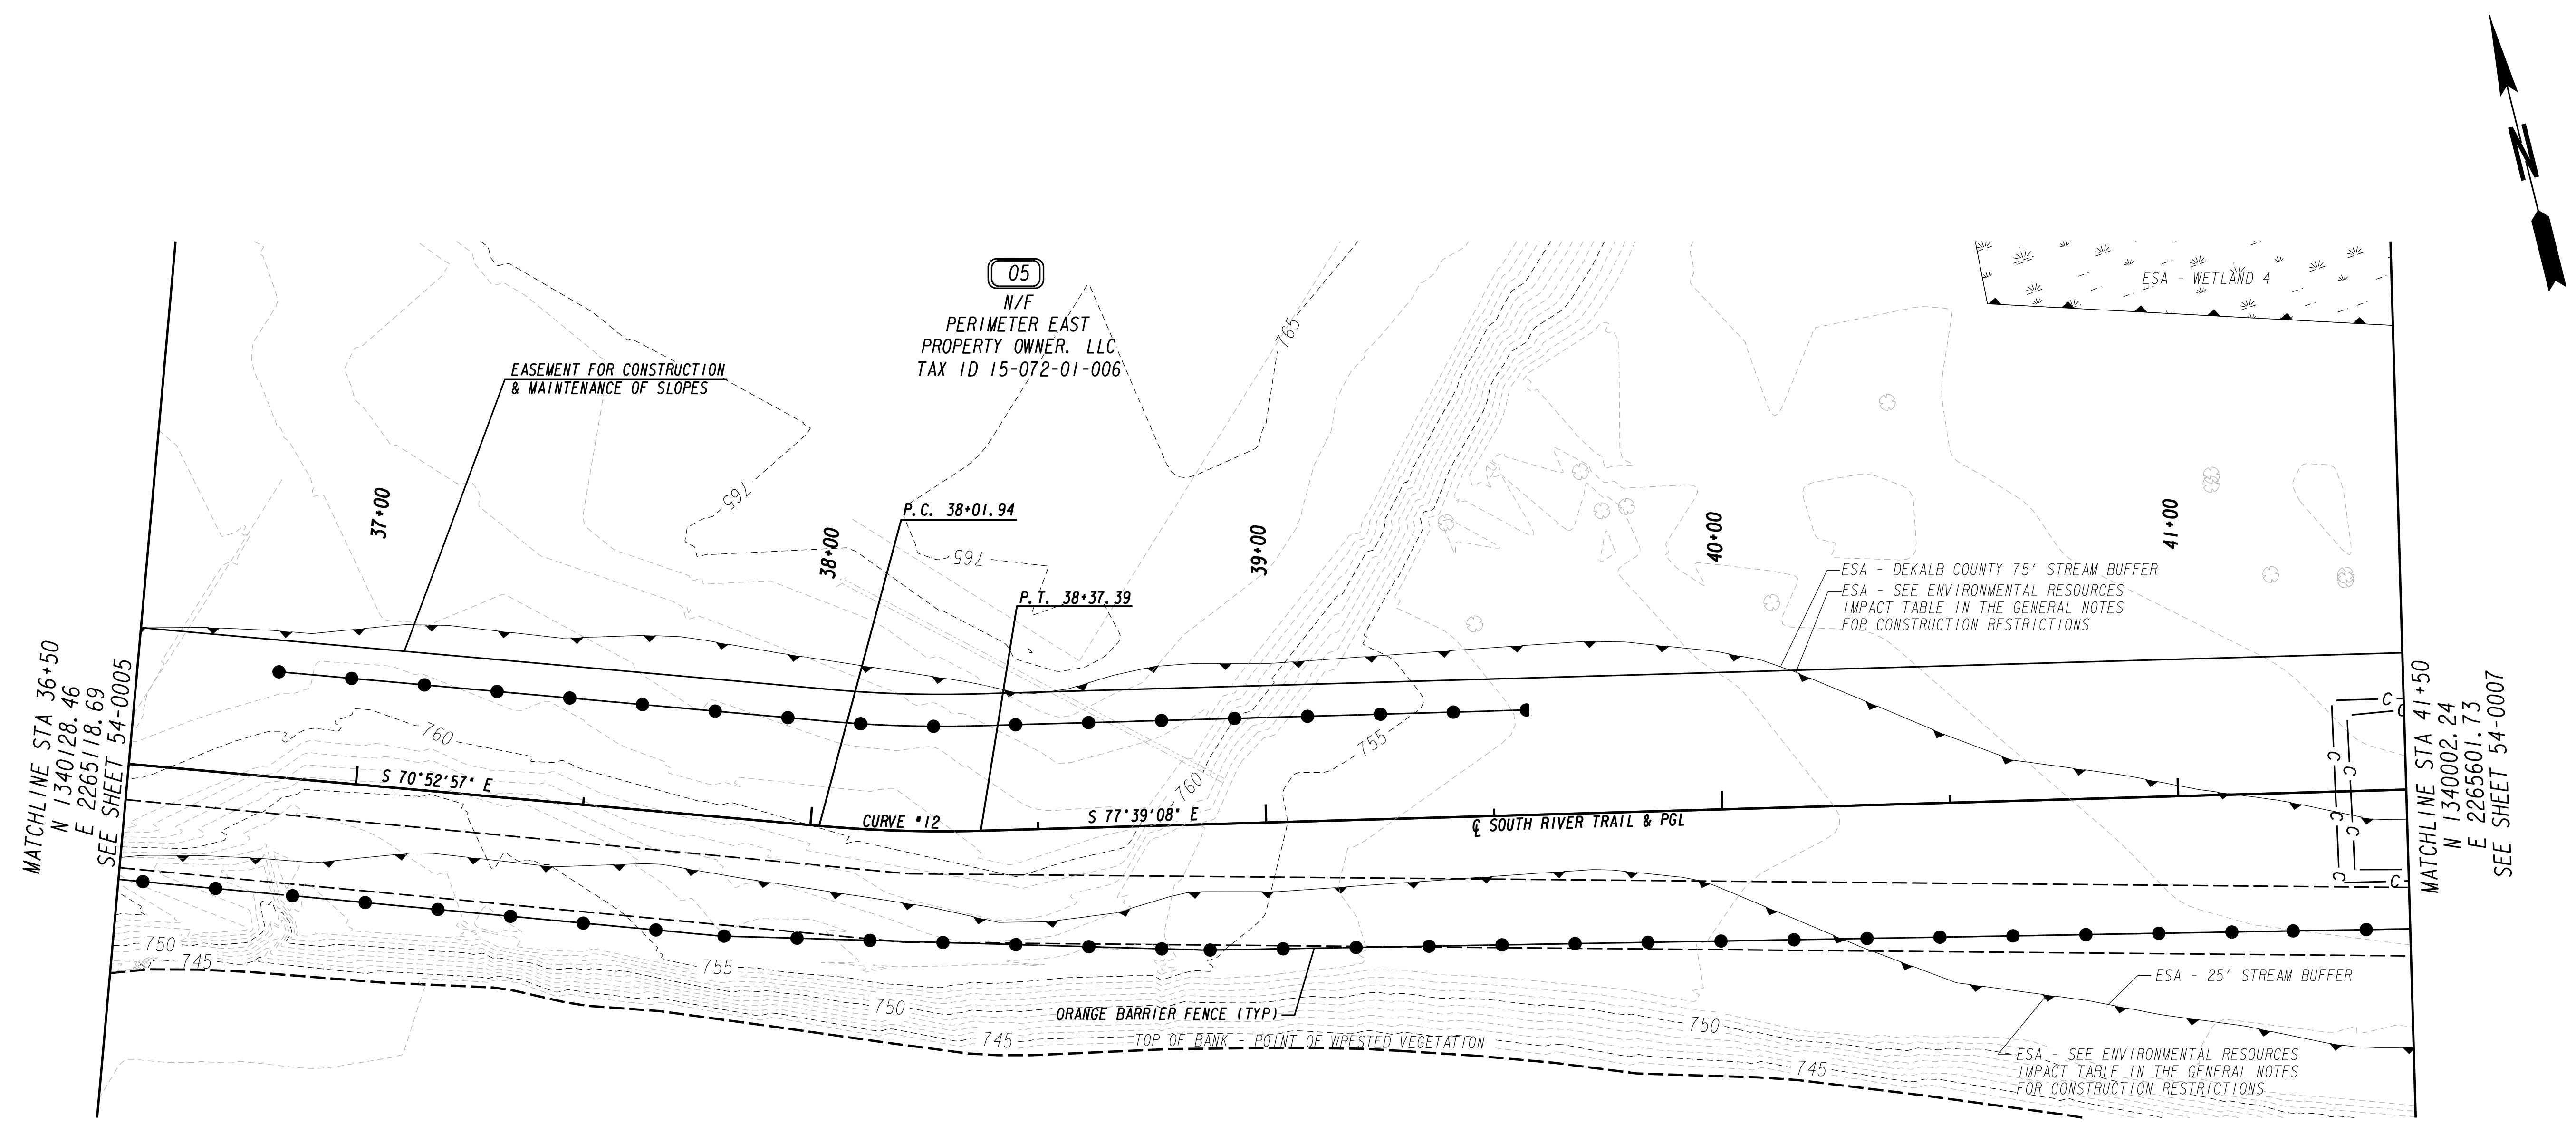 N
05
N/F
PERIMETER EAST
PROPERTY OWNER, LLC
TAX ID 15-072-01-006
ESA - WETLAND 4
765
EASEMENT FOR CONSTRUCTION
& MAINTENANCE OF SLOPES
765
37+00
38+00
39+00
40+00
41+00
P.C. 38+01.94
765
P.T. 38+37.39
ESA - DEKALB COUNTY 75' STREAM BUFFER
ESA - SEE ENVIRONMENTAL RESOURCES
IMPACT TABLE IN THE GENERAL NOTES
FOR CONSTRUCTION RESTRICTIONS
MATCHLINE STA 36+50
N 1340128.46
E 2265118.69
SEE SHEET 54-0005
MATCHLINE STA 41+50
N 1340002.24
E 2265601.73
SEE SHEET 54-0007
C
C
C
C
C
C
C
C
760
755
760
S 70°52'57" E
CURVE #12
S 77°39'08" E
℄ SOUTH RIVER TRAIL & PGL
750
745
755
750
745
ORANGE BARRIER FENCE (TYP)
TOP OF BANK - POINT OF WRESTED VEGETATION
750
745
ESA - 25' STREAM BUFFER
ESA - SEE ENVIRONMENTAL RESOURCES
IMPACT TABLE IN THE GENERAL NOTES
FOR CONSTRUCTION RESTRICTIONS